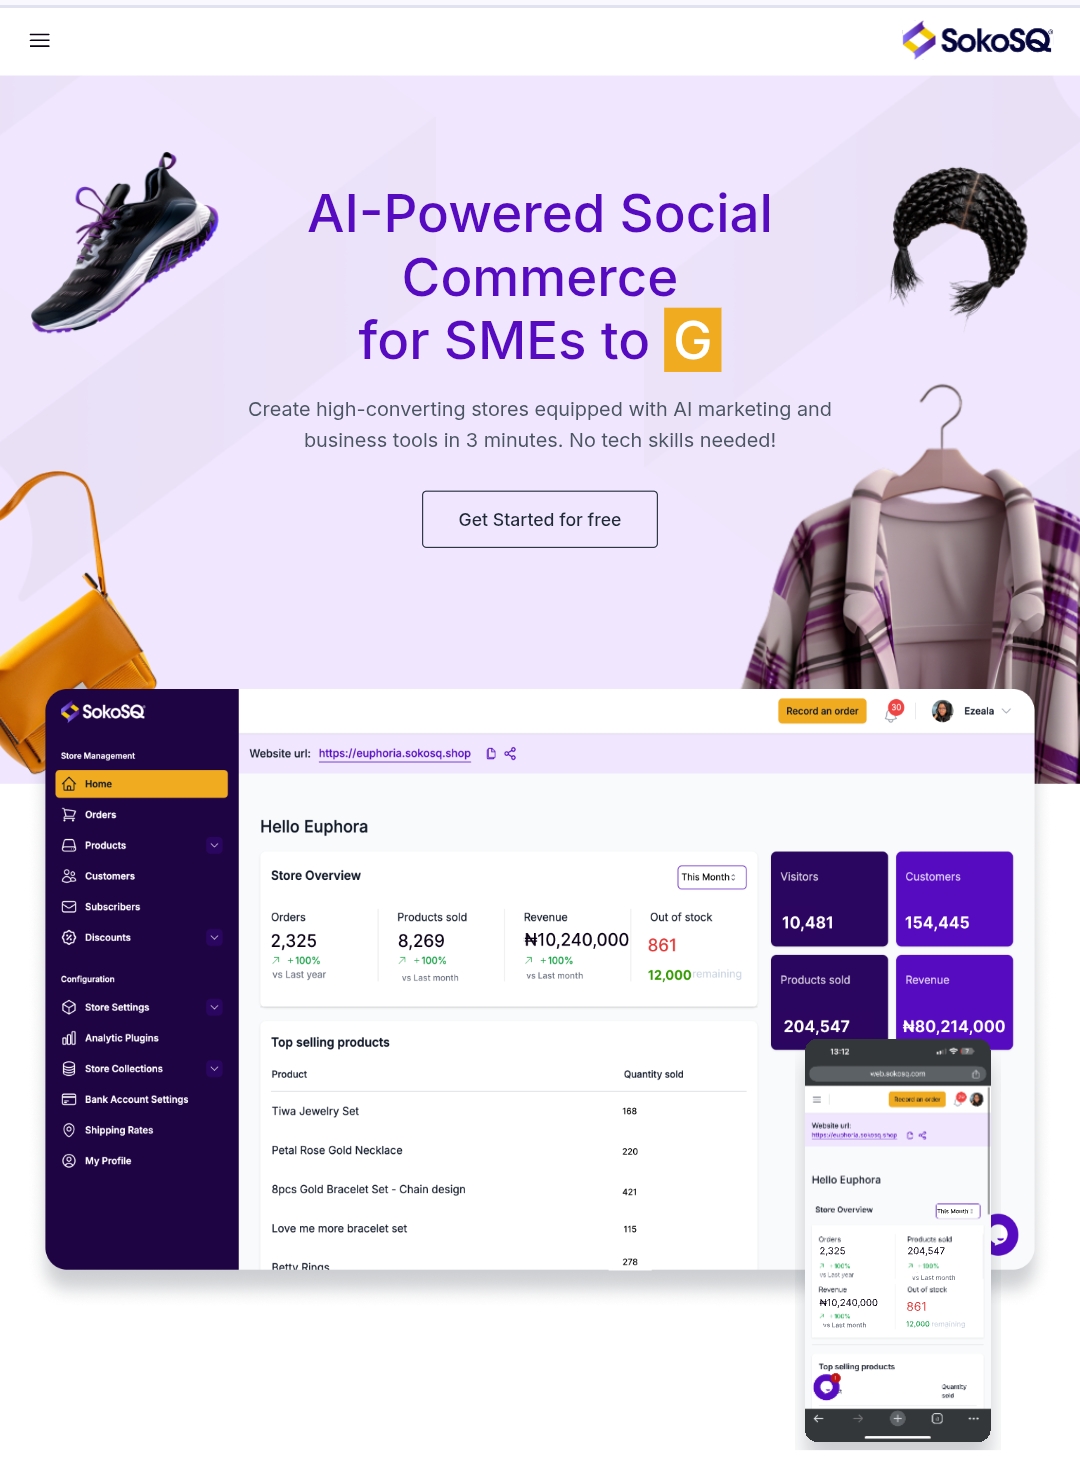 SokoSQ
AI-Powered Social
Commerce
for SMEs to G
Create high-converting stores equipped with AI marketing and
business tools in 3 minutes. No tech skills needed!
Get Started for free
SokoSQ
Record an order
30
Ezeala
Website url: https://euphoria.sokosq.shop
Store Management
Home
Orders
Products
Customers
Subscribers
Discounts
Configuration
Store Settings
Analytic Plugins
Store Collections
Bank Account Settings
Shipping Rates
My Profile
Hello Euphora
Store Overview
This Month
Orders
2,325
+100%
vs Last year
Products sold
8,269
+100%
vs Last month
Revenue
₦10,240,000
+100%
vs Last month
Out of stock
861
12,000 remaining
Visitors
10,481
Customers
154,445
Products sold
204,547
Revenue
₦80,214,000
Top selling products
Product Quantity sold
Tiwa Jewelry Set 168
Petal Rose Gold Necklace 220
8pcs Gold Bracelet Set - Chain design 421
Love me more bracelet set 115
Betty Rings 278
13:12
web.sokosq.com
Record an order
Website url:
https://euphoria.sokosq.shop
Hello Euphora
Store Overview
This Month
Orders
2,325
+100%
vs Last year
Products sold
204,547
+100%
vs Last month
Revenue
₦10,240,000
+100%
vs Last month
Out of stock
861
12,000 remaining
Top selling products
Quantity
sold